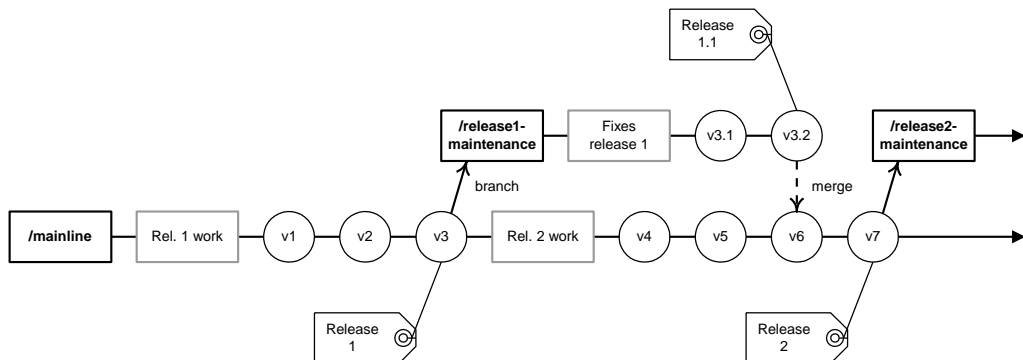 Release
1.1
/release1-
maintenance
Fixes
release 1
v3.1
v3.2
/release2-
maintenance
branch
merge
/mainline
Rel. 1 work
v1
v2
v3
Rel. 2 work
v4
v5
v6
v7
Release
1
Release
2